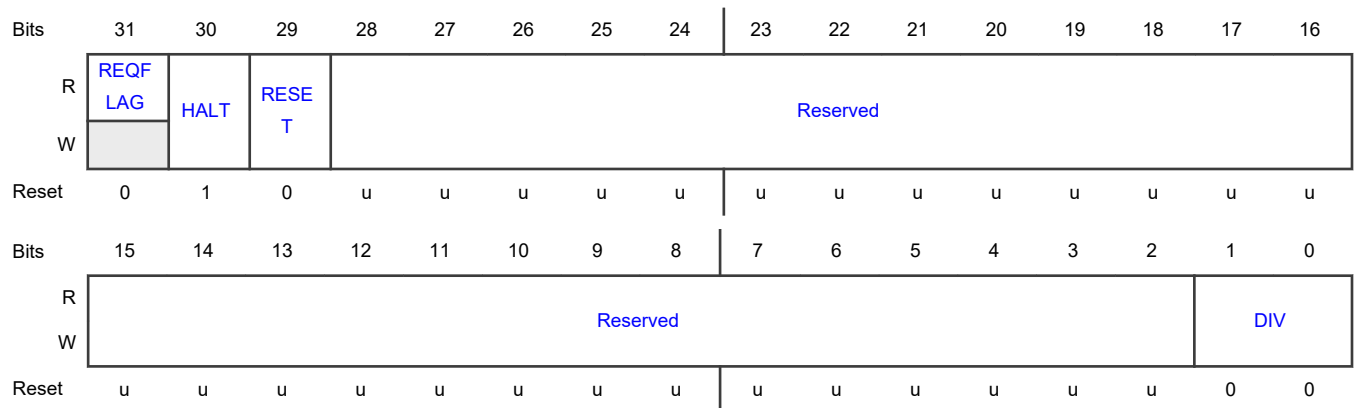 Bits 31 30 29 28 27 26 25 24 23 22 21 20 19 18 17 16
R REQF
LAG HALT RESE
T Reserved
W
Reset 0 1 0 u u u u u u u u u u u u u
Bits 15 14 13 12 11 10 9 8 7 6 5 4 3 2 1 0
R
Reserved DIV
W
Reset u u u u u u u u u u u u u u 0 0